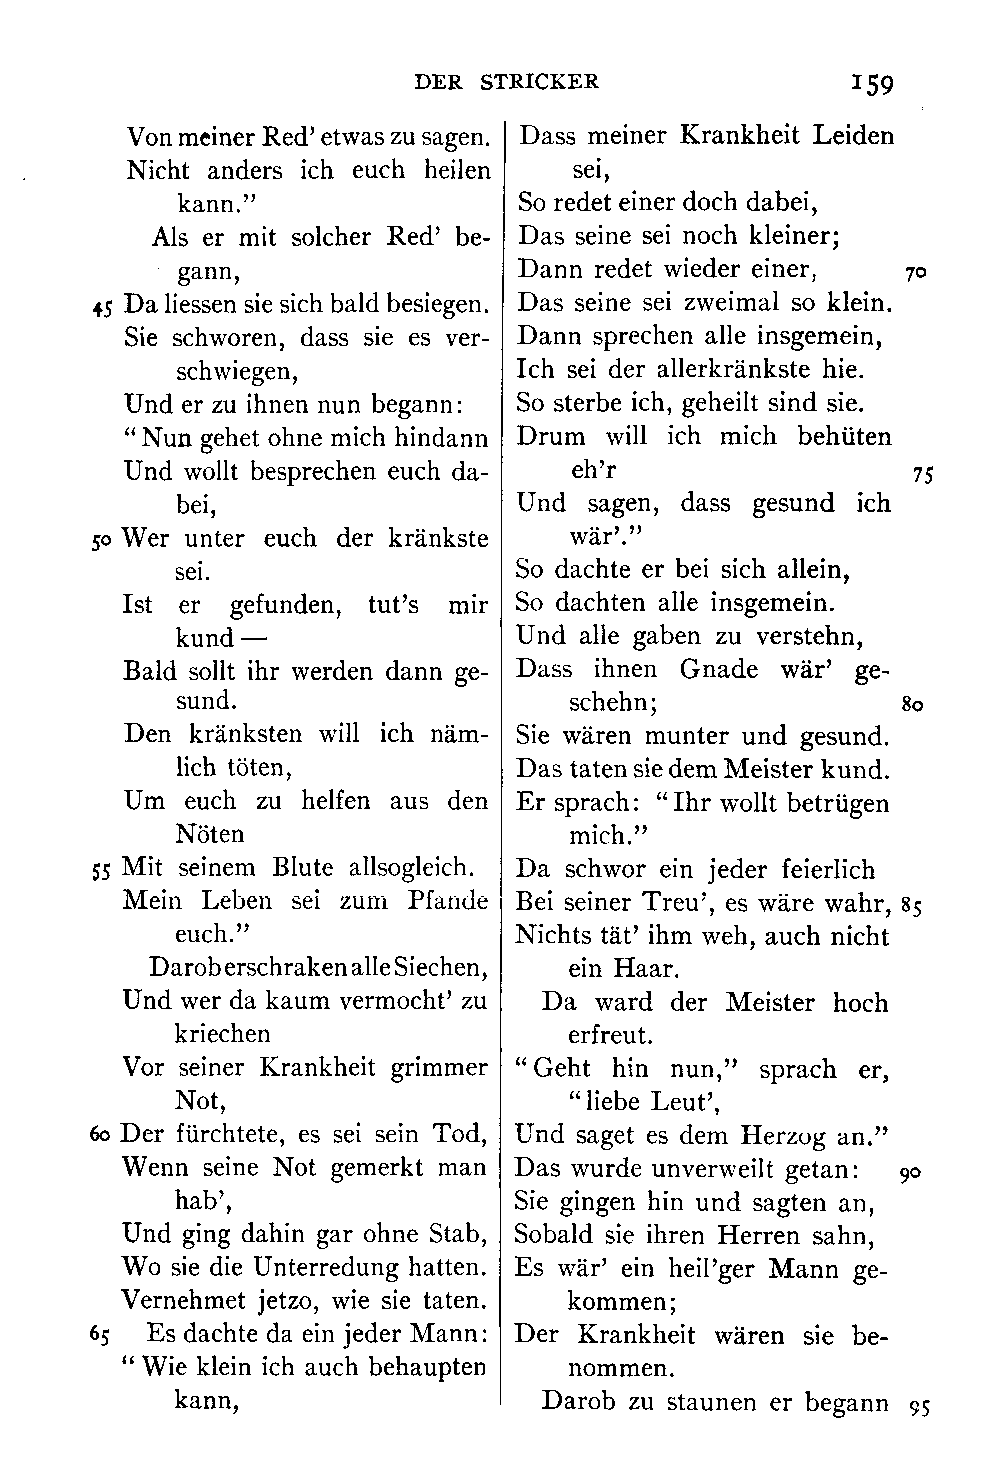 DER STRICKER 159
Von meiner Red' etwas zu sagen.
Nicht anders ich euch heilen
kann."
Als er mit solcher Red' be-
gann,
45 Da liessen sie sich bald besiegen.
Sie schworen, dass sie es ver-
schwiegen,
Und er zu ihnen nun begann:
"Nun gehet ohne mich hindann
Und wollt besprechen euch da-
bei,
50 Wer unter euch der kränkste
sei.
Ist er gefunden, tut's mir
kund —
Bald sollt ihr werden dann ge-
sund.
Den kränksten will ich näm-
lich töten,
Um euch zu helfen aus den
Nöten
55 Mit seinem Blute allsogleich.
Mein Leben sei zum Pfande
euch."
Darob erschraken alle Siechen,
Und wer da kaum vermocht' zu
kriechen
Vor seiner Krankheit grimmer
Not,
60 Der fürchtete, es sei sein Tod,
Wenn seine Not gemerkt man
hab',
Und ging dahin gar ohne Stab,
Wo sie die Unterredung hatten.
Vernehmet jetzo, wie sie taten.
65 Es dachte da ein jeder Mann:
"Wie klein ich auch behaupten
kann,
Dass meiner Krankheit Leiden
sei,
So redet einer doch dabei,
Das seine sei noch kleiner;
Dann redet wieder einer, 70
Das seine sei zweimal so klein.
Dann sprechen alle insgemein,
Ich sei der allerkränkste hie.
So sterbe ich, geheilt sind sie.
Drum will ich mich behüten
eh'r 75
Und sagen, dass gesund ich
wär'."
So dachte er bei sich allein,
So dachten alle insgemein.
Und alle gaben zu verstehn,
Dass ihnen Gnade wär' ge-
schehn; 80
Sie wären munter und gesund.
Das taten sie dem Meister kund.
Er sprach: "Ihr wollt betrügen
mich."
Da schwor ein jeder feierlich
Bei seiner Treu', es wäre wahr, 85
Nichts tät' ihm weh, auch nicht
ein Haar.
Da ward der Meister hoch
erfreut.
"Geht hin nun," sprach er,
"liebe Leut',
Und saget es dem Herzog an."
Das wurde unverweilt getan: 90
Sie gingen hin und sagten an,
Sobald sie ihren Herren sahn,
Es wär' ein heil'ger Mann ge-
kommen;
Der Krankheit wären sie be-
nommen.
Darob zu staunen er begann 95